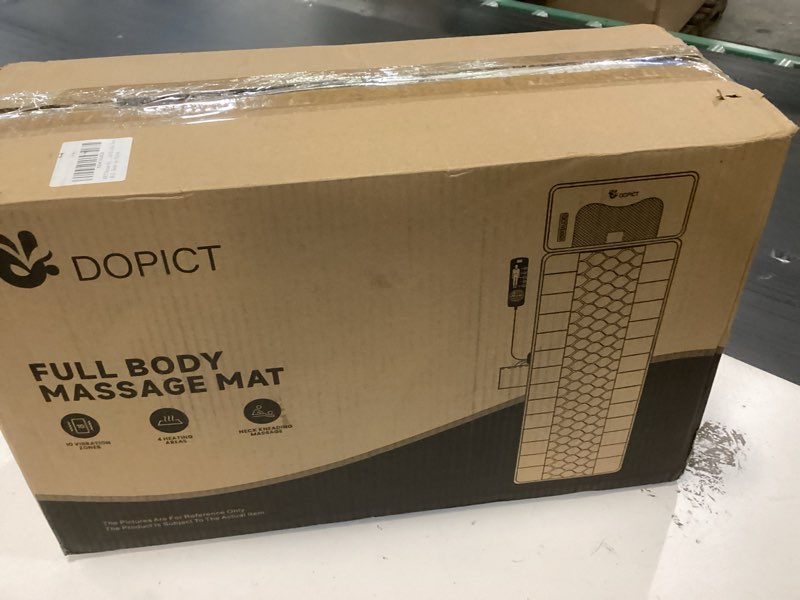 DOPICT
DOPICT
FULL BODY
MASSAGE MAT
10 VIBRATION
ZONES
4 HEATING
AREAS
NECK KNEADING
MASSAGE
The Pictures Are For Reference Only
The Product is Subject To The Actual Item